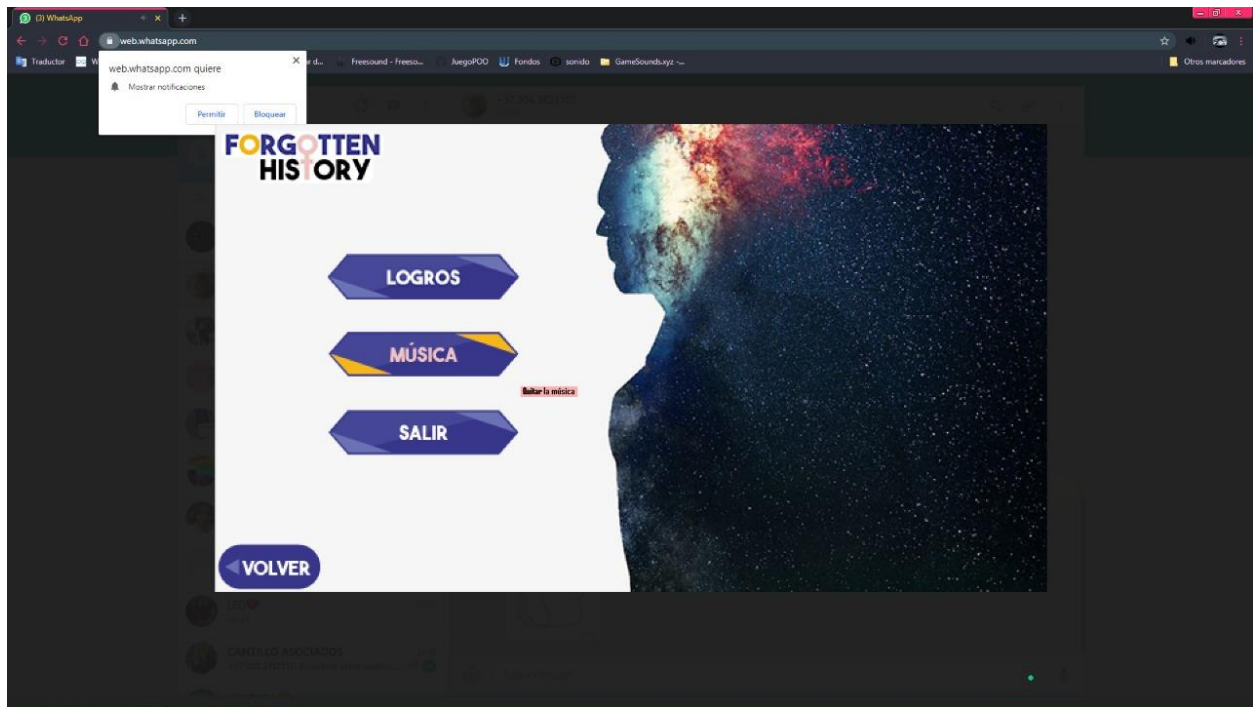 (3) WhatsApp
web.whatsapp.com
Traductor
Freesound - Freeso...
JuegoPOO
Fondos
sonido
GameSounds.xyz -...
Otros marcadores
web.whatsapp.com quiere
Mostrar notificaciones
Permitir
Bloquear
FORGOTTEN
HISTORY
LOGROS
MÚSICA
Quitar la música
SALIR
VOLVER
LEO
CANTILLO ASOCIADOS